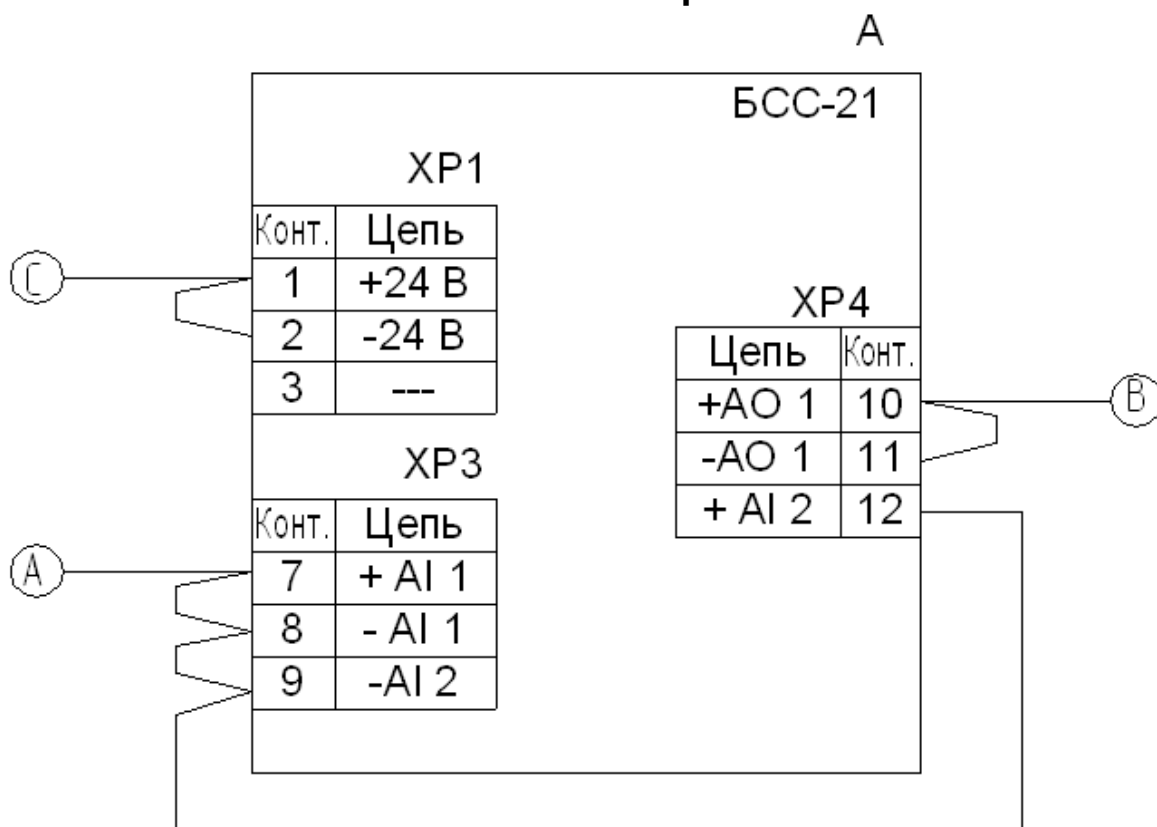 А
БСС-21
ХР1
Конт. Цепь
1 +24 В
2 -24 В
3 ---
С
ХР4
Цепь Конт.
+АО 1 10
-АО 1 11
+ AI 2 12
В
ХР3
Конт. Цепь
7 + AI 1
8 - AI 1
9 -AI 2
А